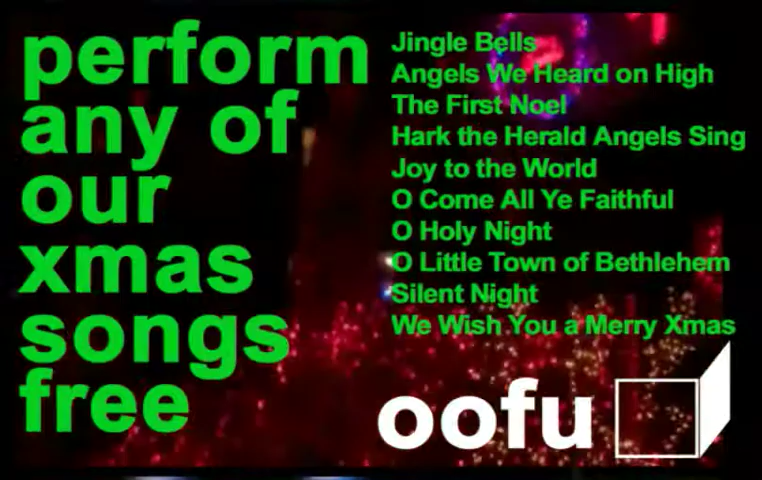 perform
any of
our
xmas
songs
free
Jingle Bells
Angels We Heard on High
The First Noel
Hark the Herald Angels Sing
Joy to the World
O Come All Ye Faithful
O Holy Night
O Little Town of Bethlehem
Silent Night
We Wish You a Merry Xmas
oofu